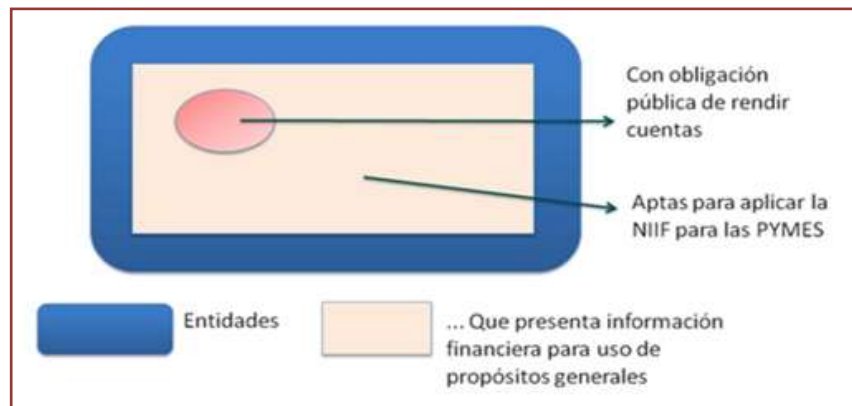 Con obligación
pública de rendir
cuentas
Aptas para aplicar la
NIIF para las PYMES
Entidades
... Que presenta información
financiera para uso de
propósitos generales